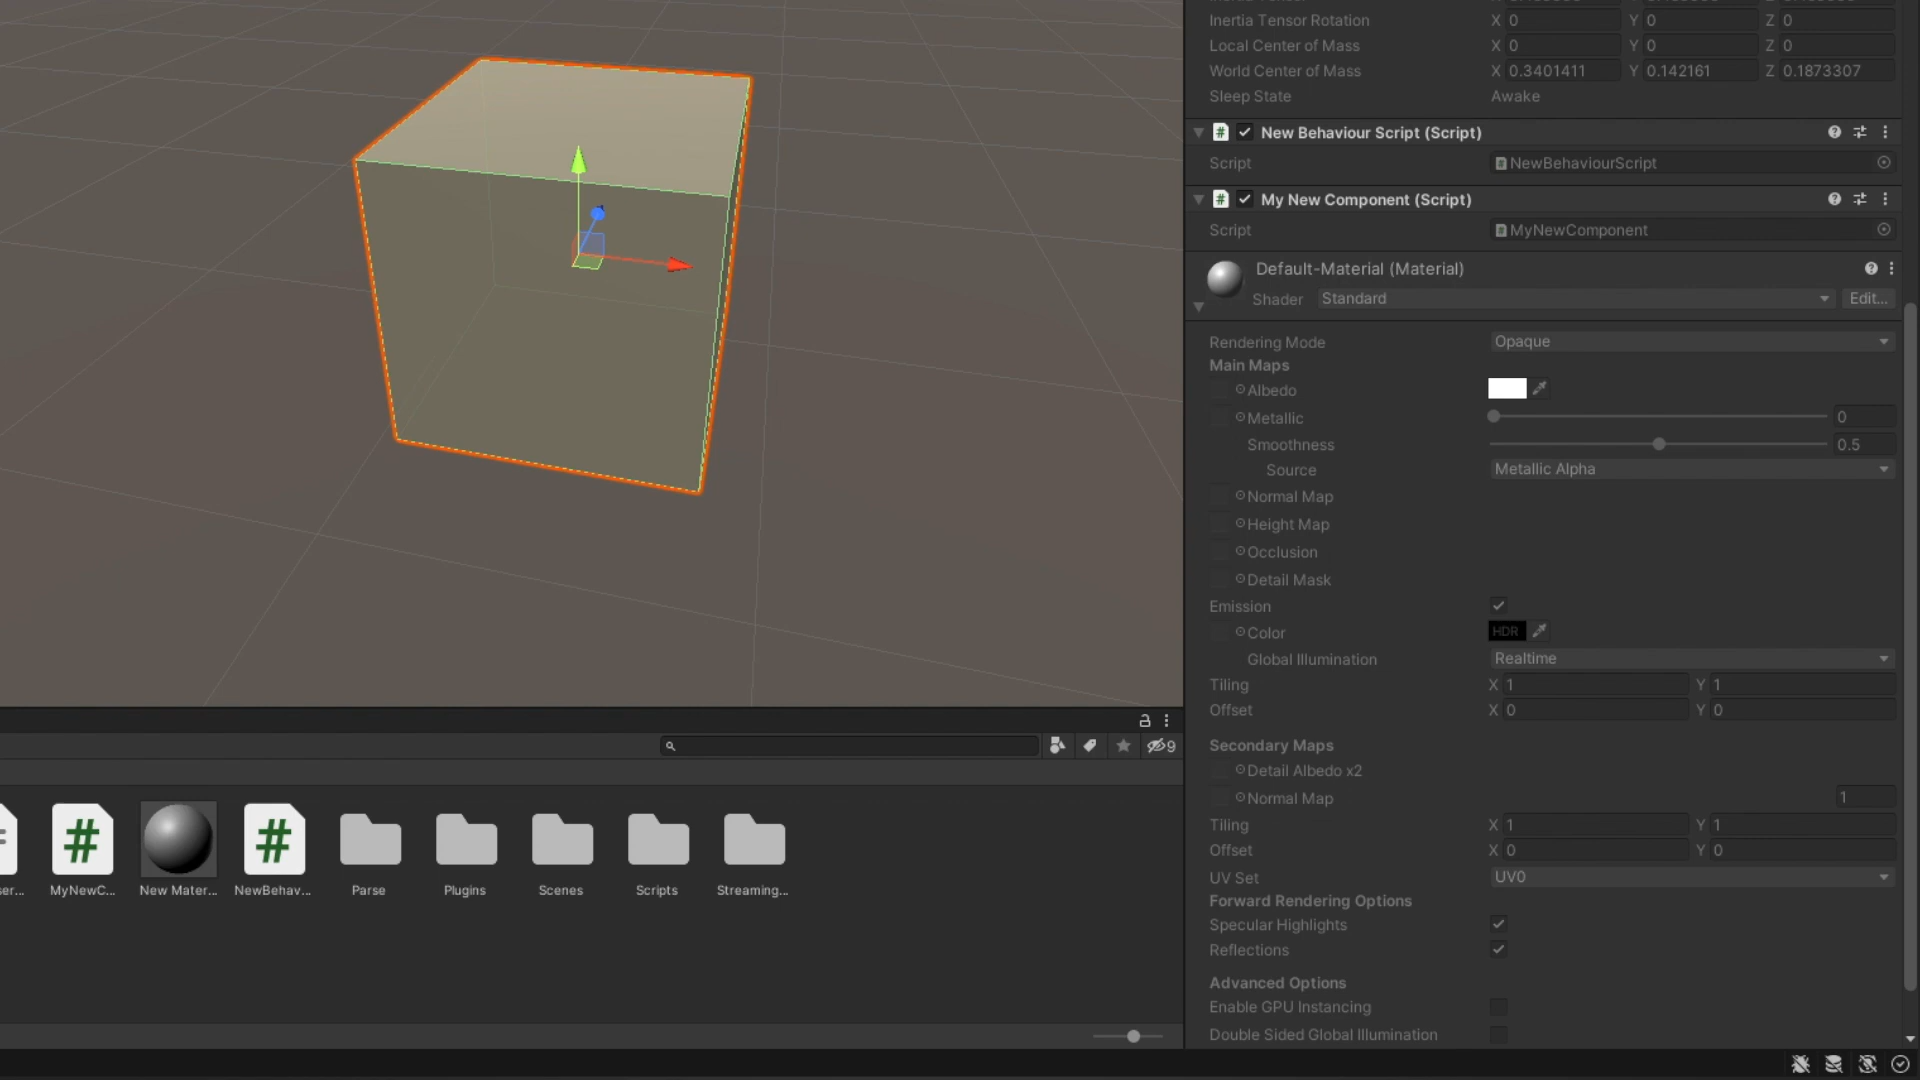 Inertia Tensor Rotation X 0 Y 0 Z 0
Local Center of Mass X 0 Y 0 Z 0
World Center of Mass X 0.3401411 Y 0.142161 Z 0.1873307
Sleep State Awake
# New Behaviour Script (Script)
Script # NewBehaviourScript
# My New Component (Script)
Script # MyNewComponent
Default-Material (Material)
Shader Standard Edit...
Rendering Mode Opaque
Main Maps
Albedo
Metallic 0
Smoothness 0.5
Source Metallic Alpha
Normal Map
Height Map
Occlusion
Detail Mask
Emission
Color HDR
Global Illumination Realtime
Tiling X 1 Y 1
Offset X 0 Y 0
Secondary Maps
Detail Albedo x2
Normal Map 1
Tiling X 1 Y 1
Offset X 0 Y 0
UV Set UV0
Forward Rendering Options
Specular Highlights
Reflections
Advanced Options
Enable GPU Instancing
Double Sided Global Illumination
9
# #
ser... MyNewC... New Mater... NewBehav... Parse Plugins Scenes Scripts Streaming...